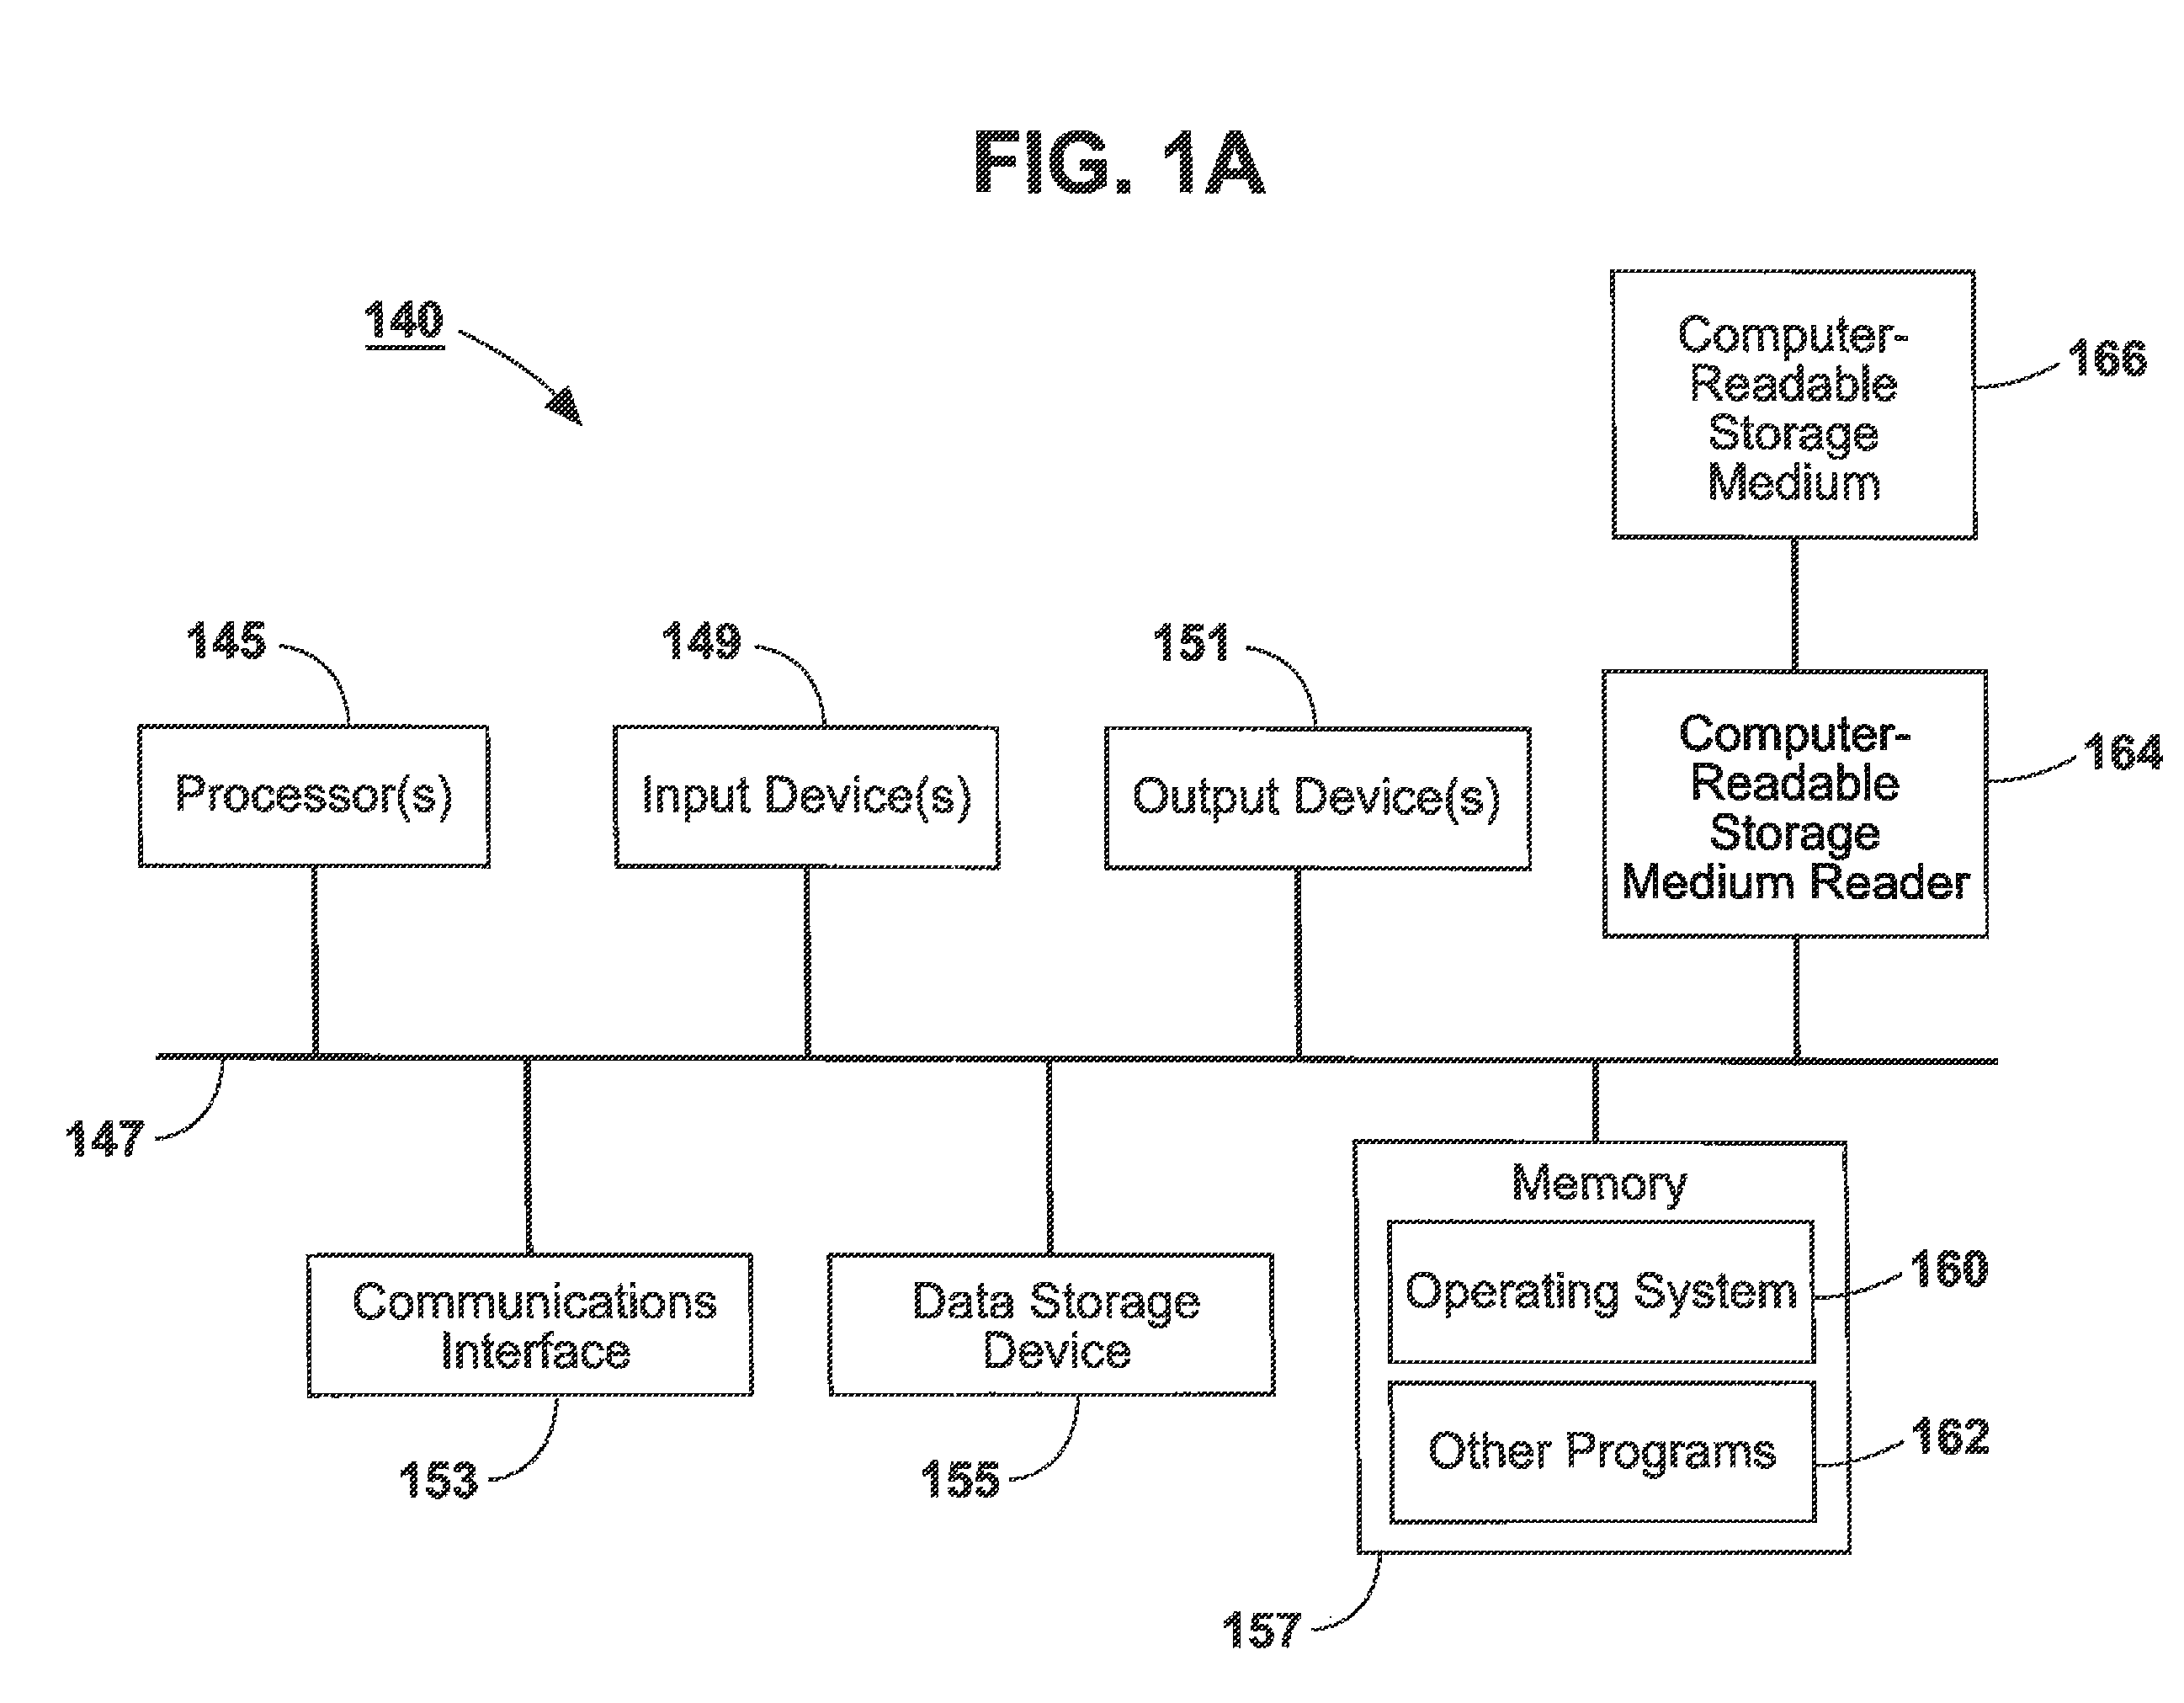 FIG. 1A
140
Computer-
Readable
Storage
Medium
166
145
149
151
Processor(s)
Input Device(s)
Output Device(s)
Computer-
Readable
Storage
Medium Reader
164
147
Memory
Communications
Interface
Data Storage
Device
Operating System
160
Other Programs
162
153
155
157